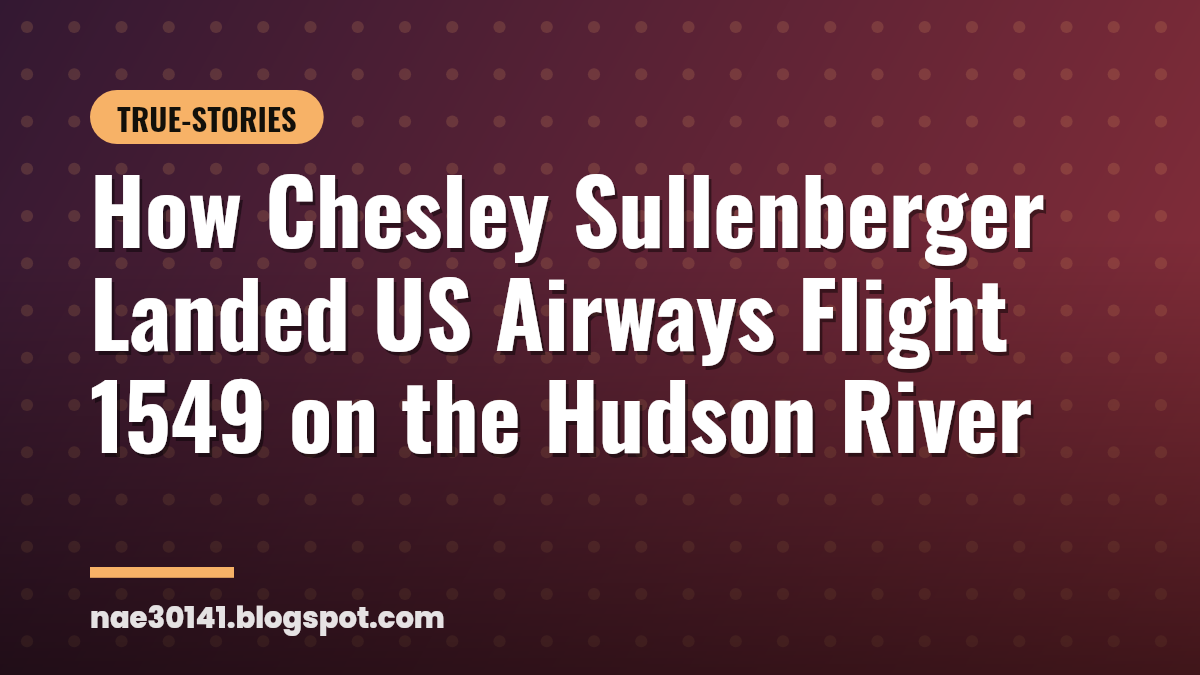 TRUE-STORIES
How Chesley Sullenberger
Landed US Airways Flight
1549 on the Hudson River
nae30141.blogspot.com